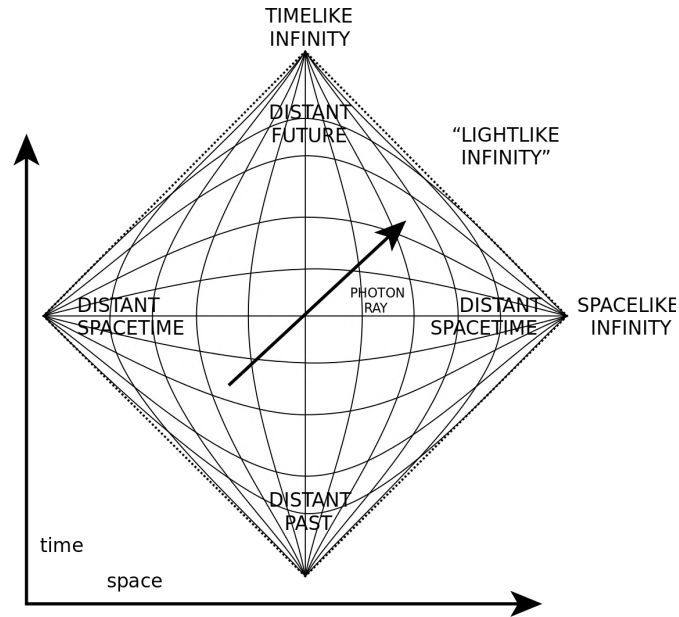 TIMELIKE
INFINITY
DISTANT
FUTURE
“LIGHTLIKE
INFINITY”
PHOTON
RAY
DISTANT
SPACETIME
DISTANT
SPACETIME
SPACELIKE
INFINITY
DISTANT
PAST
time
space